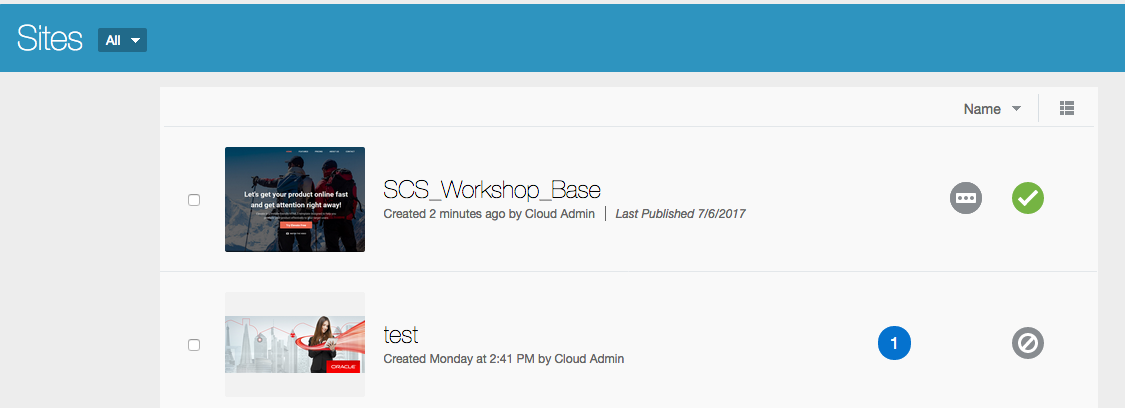 Sites All
Name
Let's get your product online fast
and get attention right away!
SCS_Workshop_Base
Created 2 minutes ago by Cloud Admin
Last Published 7/6/2017
test
Created Monday at 2:41 PM by Cloud Admin
1
ORACLE